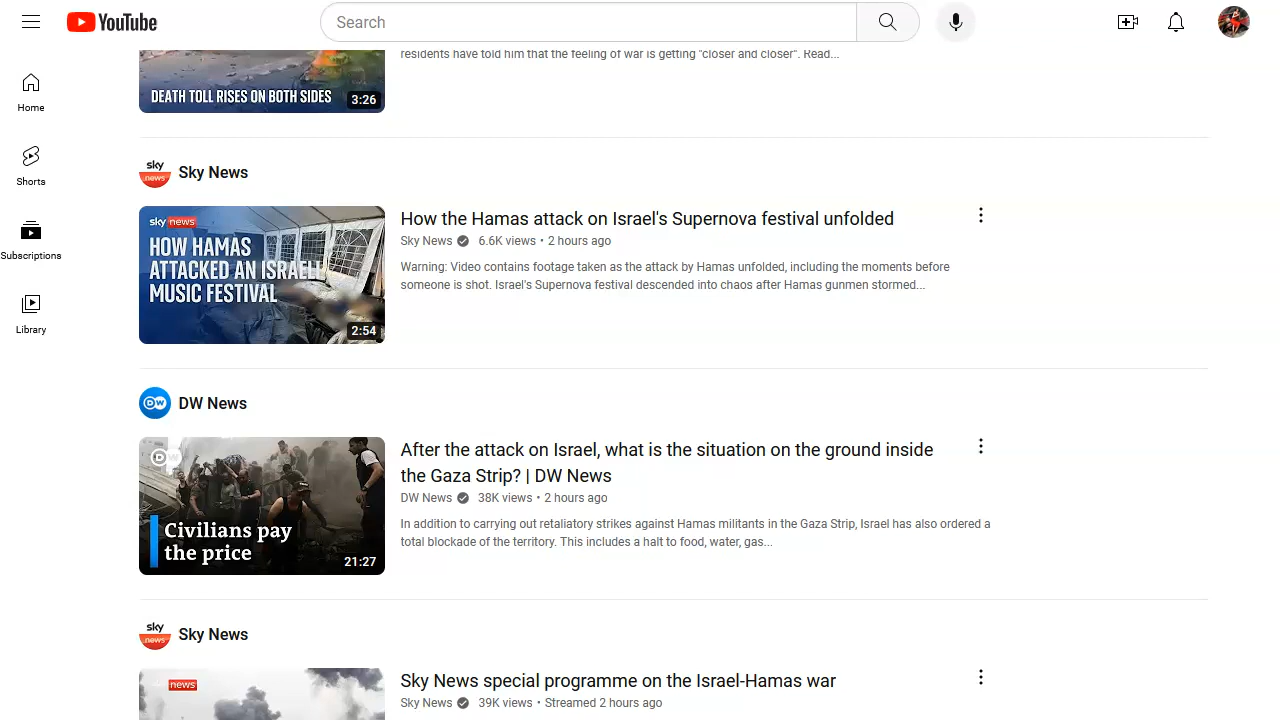 YouTube
Search
residents have told him that the feeling of war is getting "closer and closer". Read...
DEATH TOLL RISES ON BOTH SIDES
3:26
Home
Shorts
Subscriptions
Library
sky news
Sky News
sky news
HOW HAMAS
ATTACKED AN ISRAELI
MUSIC FESTIVAL
2:54
How the Hamas attack on Israel's Supernova festival unfolded
Sky News 6.6K views • 2 hours ago
Warning: Video contains footage taken as the attack by Hamas unfolded, including the moments before
someone is shot. Israel's Supernova festival descended into chaos after Hamas gunmen stormed...
DW
DW News
DW
Civilians pay
the price
21:27
After the attack on Israel, what is the situation on the ground inside
the Gaza Strip? | DW News
DW News 38K views • 2 hours ago
In addition to carrying out retaliatory strikes against Hamas militants in the Gaza Strip, Israel has also ordered a
total blockade of the territory. This includes a halt to food, water, gas...
sky news
Sky News
news
Sky News special programme on the Israel-Hamas war
Sky News 39K views • Streamed 2 hours ago